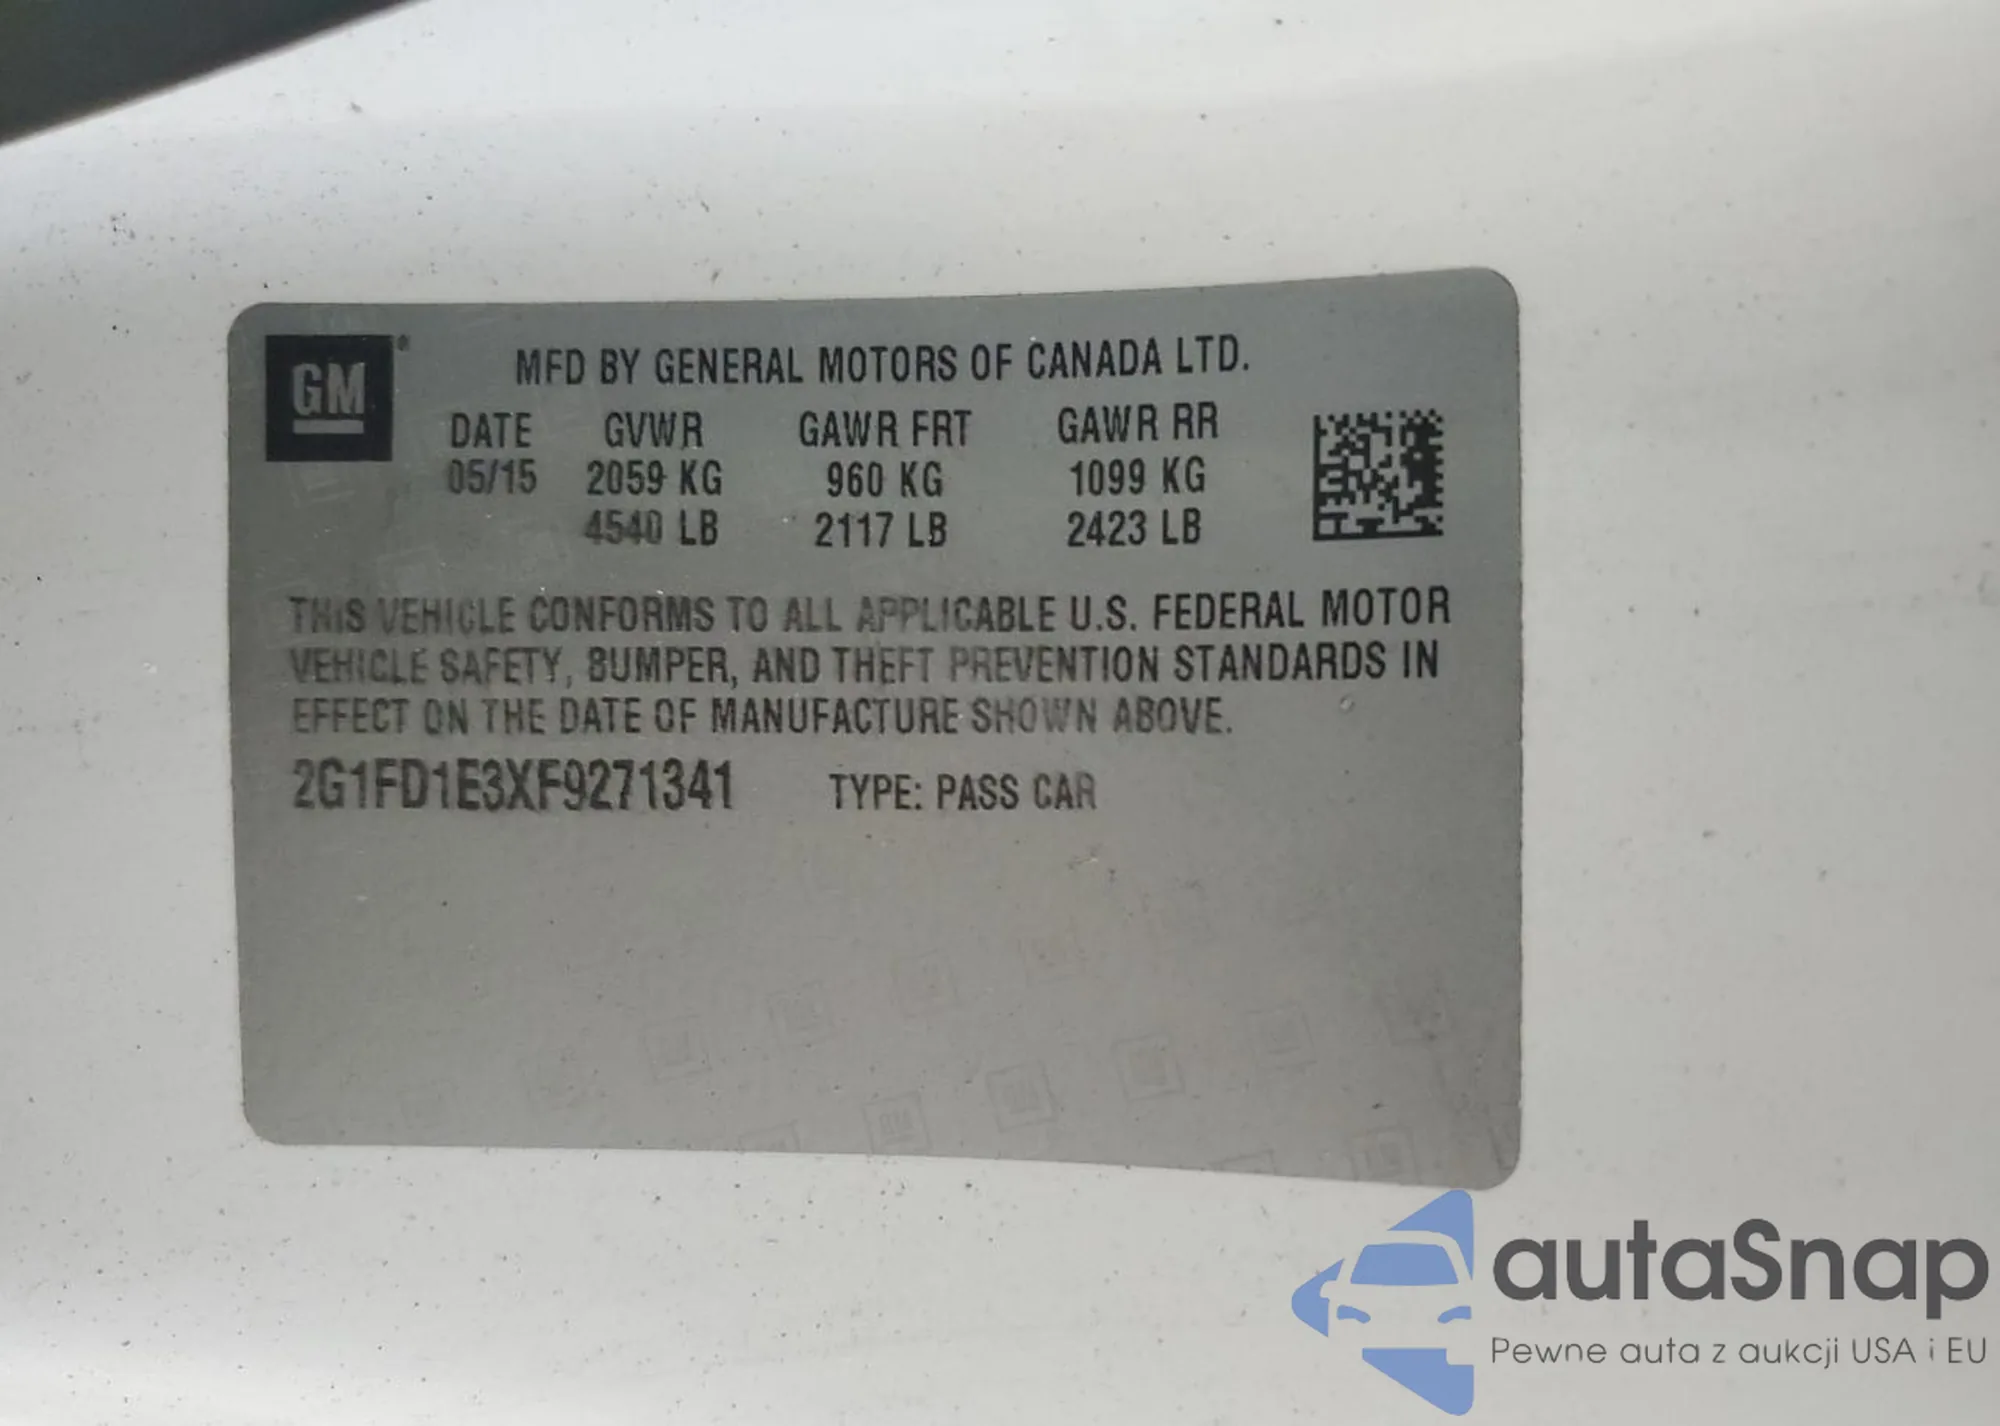 GM®
MFD BY GENERAL MOTORS OF CANADA LTD.
DATE GVWR GAWR FRT GAWR RR
05/15 2059 KG 960 KG 1099 KG
4540 LB 2117 LB 2423 LB
THIS VEHICLE CONFORMS TO ALL APPLICABLE U.S. FEDERAL MOTOR
VEHICLE SAFETY, BUMPER, AND THEFT PREVENTION STANDARDS IN
EFFECT ON THE DATE OF MANUFACTURE SHOWN ABOVE.
2G1FD1E3XF9271341 TYPE: PASS CAR
autaSnap
Pewne auta z aukcji USA i EU